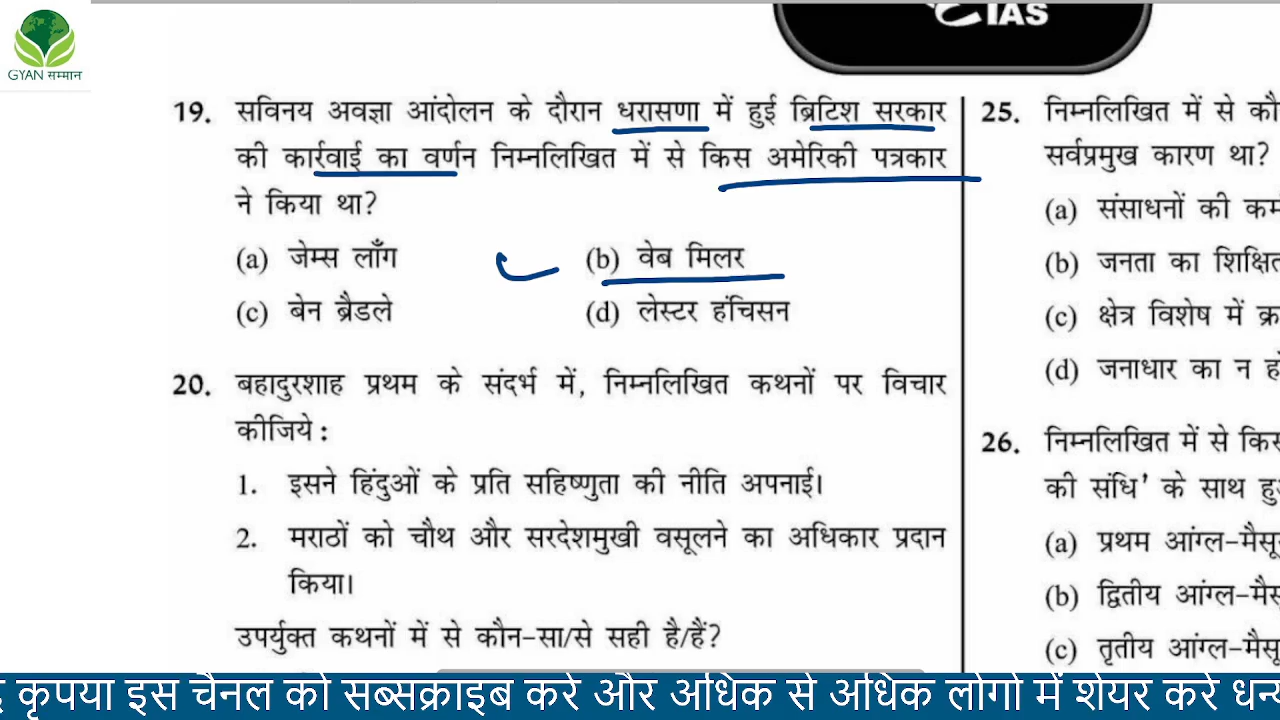 GYAN सम्मान
IAS
19. सविनय अवज्ञा आंदोलन के दौरान धरासणा में हुई ब्रिटिश सरकार
की कार्रवाई का वर्णन निम्नलिखित में से किस अमेरिकी पत्रकार
ने किया था?
(a) जेम्स लाँग (b) वेब मिलर
(c) बेन ब्रैडले (d) लेस्टर हंचिसन
20. बहादुरशाह प्रथम के संदर्भ में, निम्नलिखित कथनों पर विचार
कीजिये :
1. इसने हिंदुओं के प्रति सहिष्णुता की नीति अपनाई।
2. मराठों को चौथ और सरदेशमुखी वसूलने का अधिकार प्रदान
किया।
उपर्युक्त कथनों में से कौन-सा/से सही है/हैं?
25. निम्नलिखित में से
सर्वप्रमुख कारण था?
(a) संसाधनों की
(b) जनता का
(c) क्षेत्र विशेष में
(d) जनाधार का न
26. निम्नलिखित में से
की संधि' के साथ
(a) प्रथम
(b) द्वितीय
(c) तृतीय
कृपया इस चैनल को सब्सक्राइब करे और अधिक से अधिक लोगो में शेयर करे